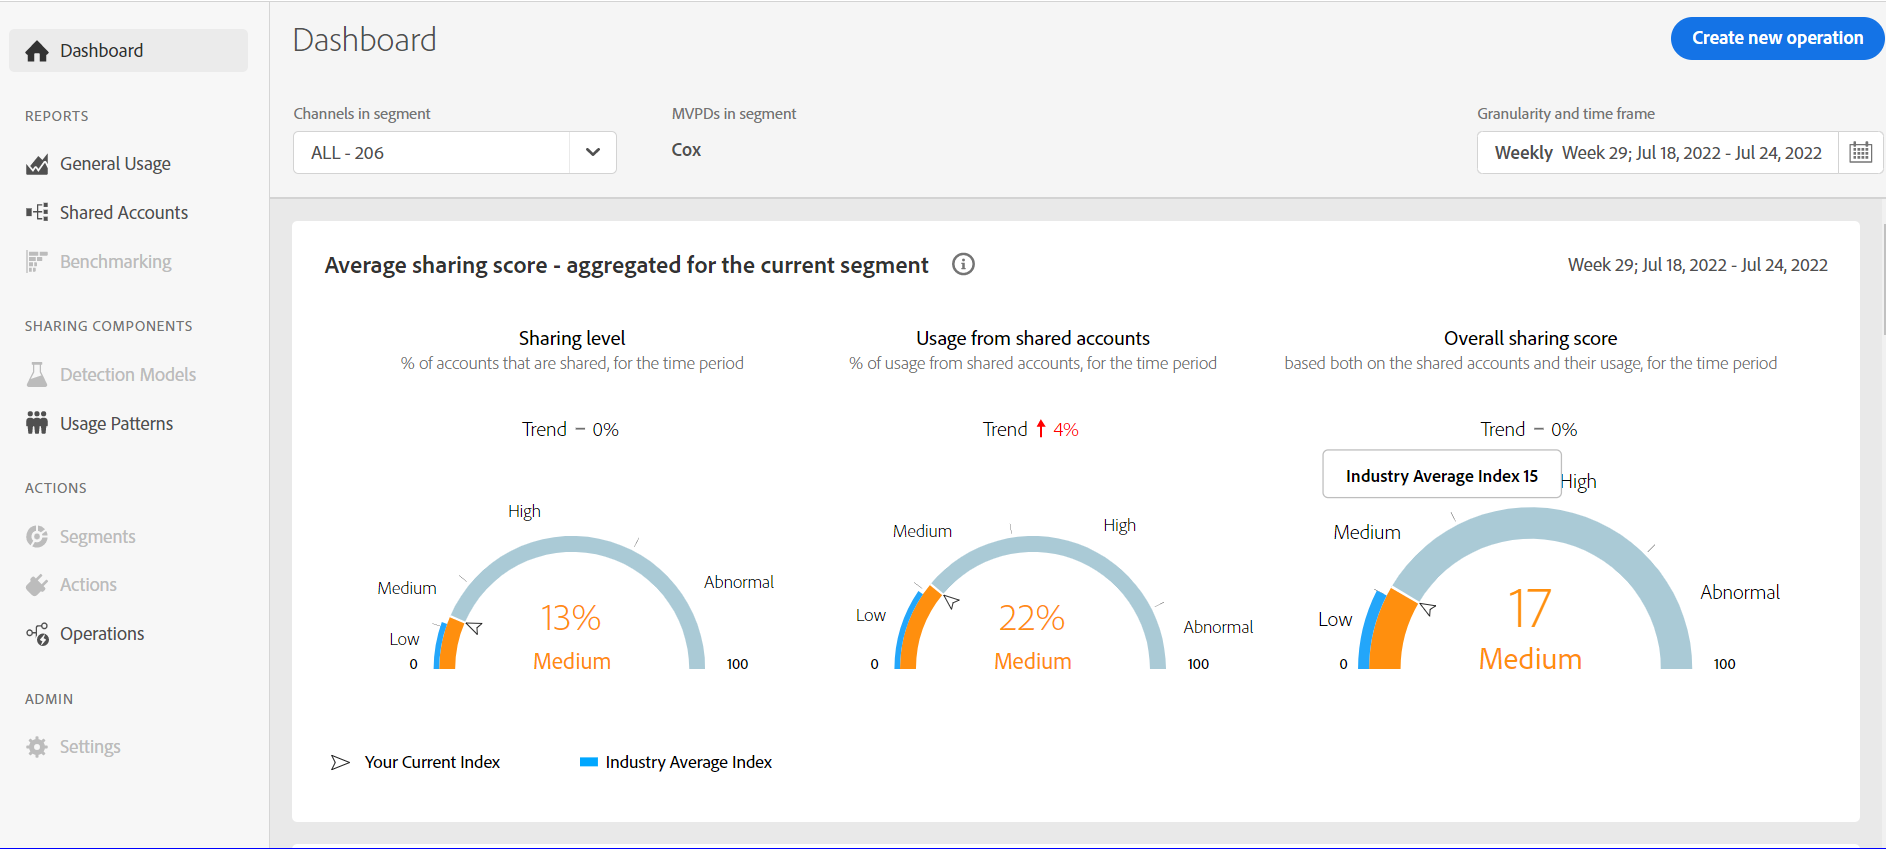 Dashboard
REPORTS
General Usage
Shared Accounts
Benchmarking
SHARING COMPONENTS
Detection Models
Usage Patterns
ACTIONS
Segments
Actions
Operations
ADMIN
Settings
Dashboard
Create new operation
Channels in segment
ALL - 206
MVPDs in segment
Cox
Granularity and time frame
Weekly Week 29; Jul 18, 2022 - Jul 24, 2022
Average sharing score - aggregated for the current segment
Week 29; Jul 18, 2022 - Jul 24, 2022
Sharing level
% of accounts that are shared, for the time period
Trend – 0%
High
Medium
Abnormal
Low
13%
Medium
0
100
Usage from shared accounts
% of usage from shared accounts, for the time period
Trend 4%
Medium
High
Low
Abnormal
22%
Medium
0
100
Overall sharing score
based both on the shared accounts and their usage, for the time period
Trend – 0%
Industry Average Index 15
High
Medium
Abnormal
Low
17
Medium
0
100
Your Current Index
Industry Average Index